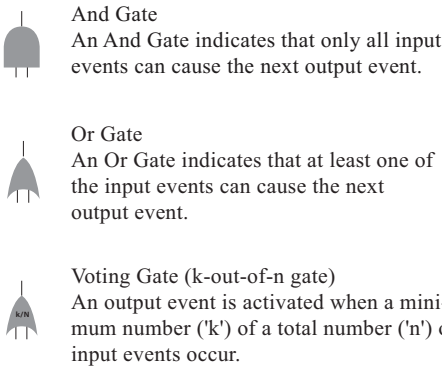 And Gate
An And Gate indicates that only all input
events can cause the next output event.
Or Gate
An Or Gate indicates that at least one of
the input events can cause the next
output event.
Voting Gate (k-out-of-n gate)
k/N
An output event is activated when a mini-
mum number ('k') of a total number ('n')
input events occur.